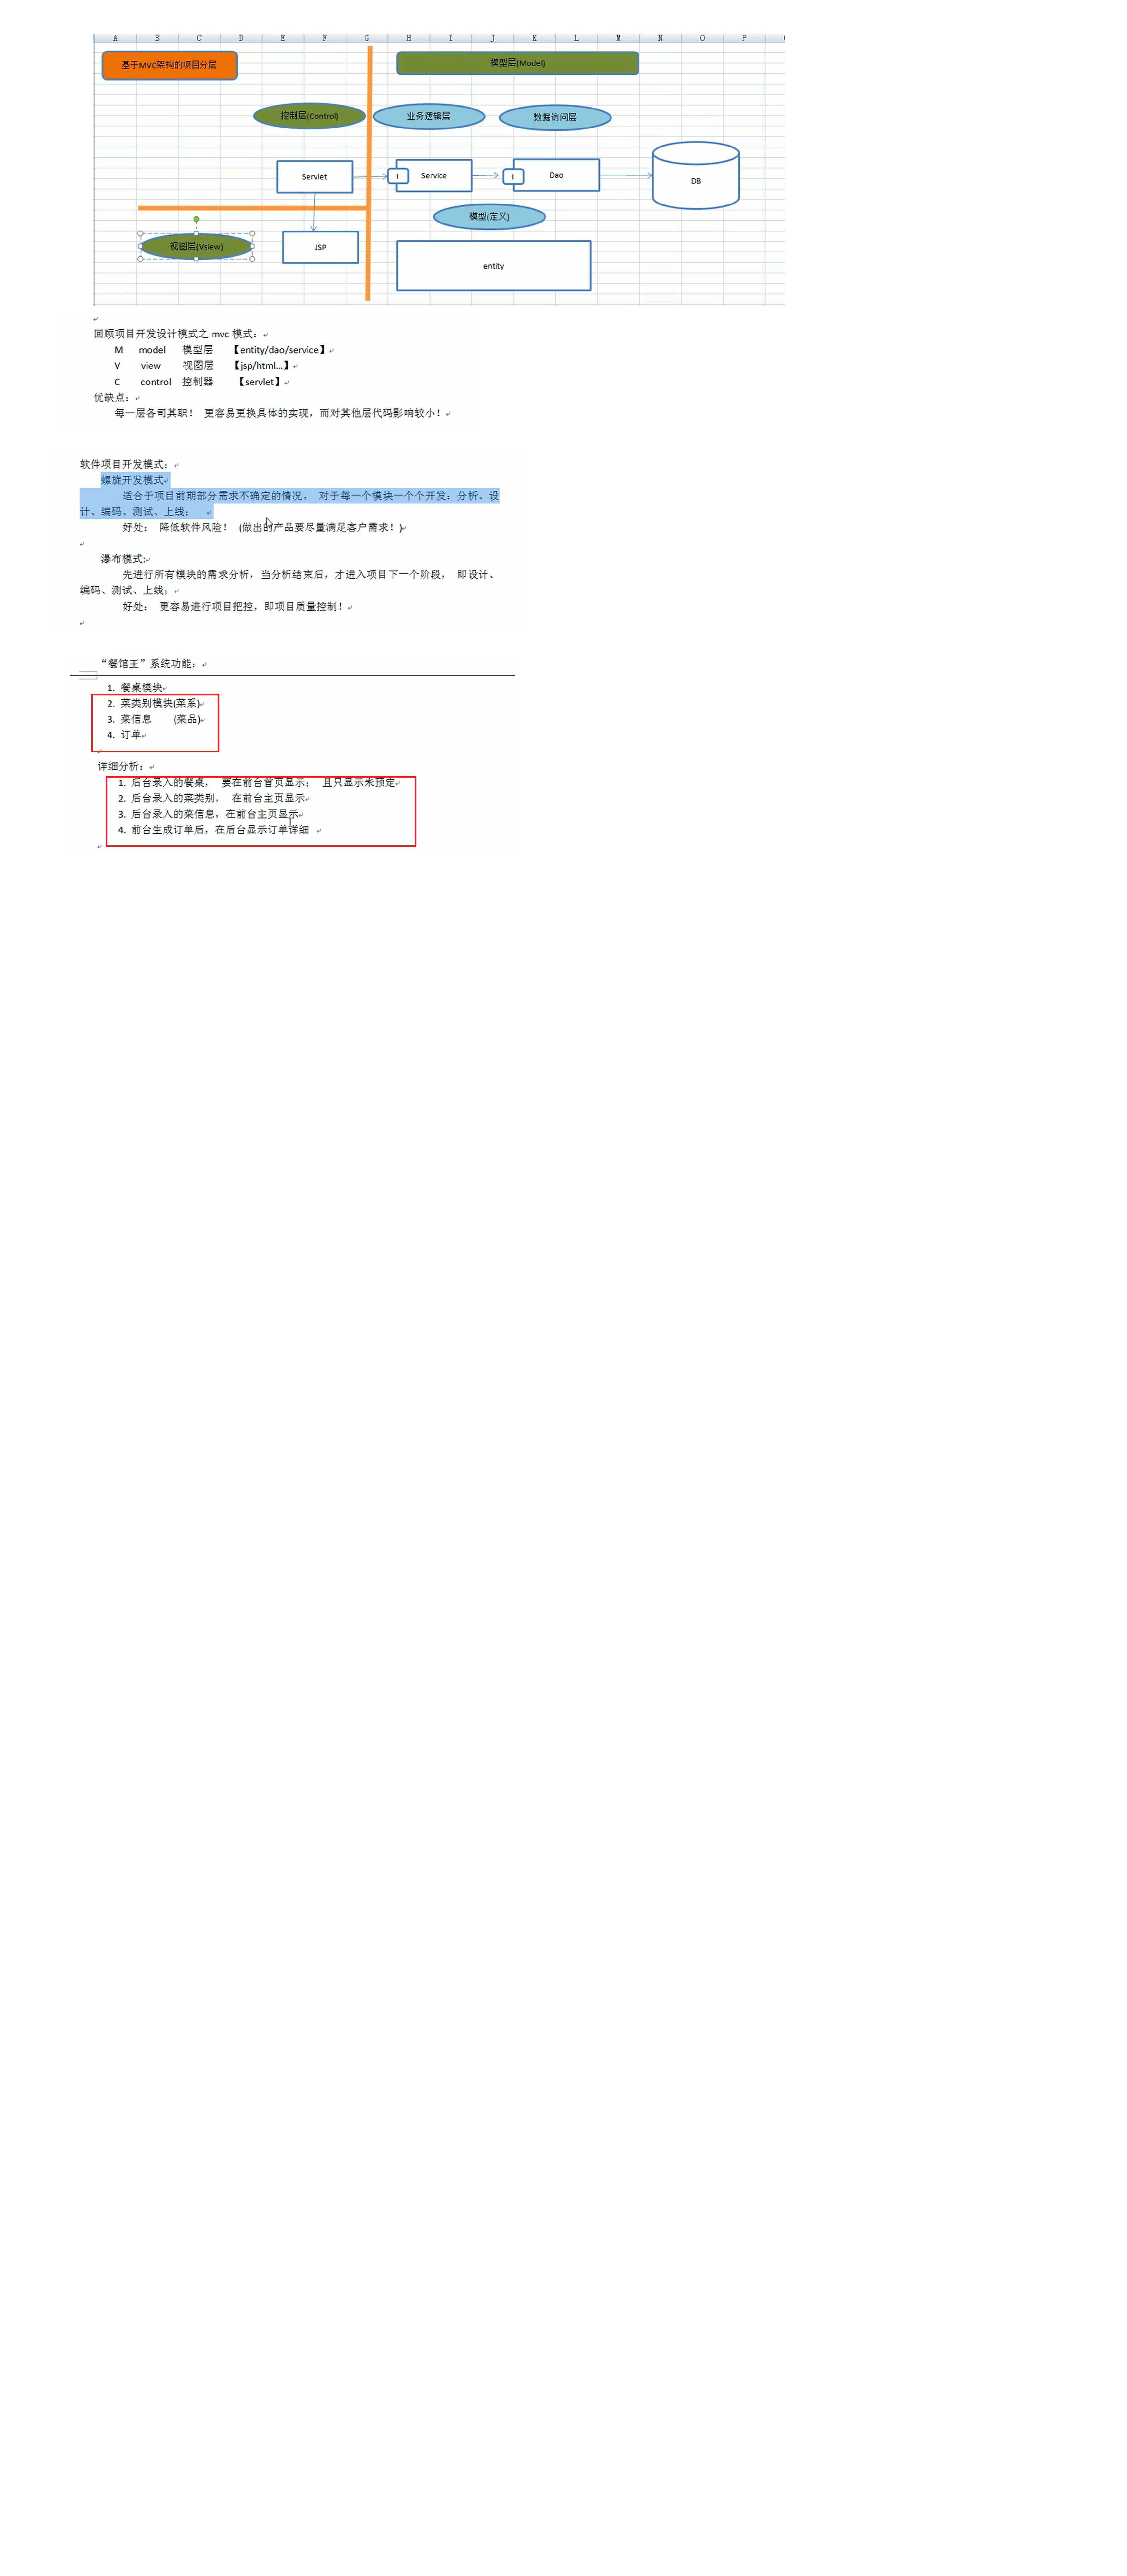 A B C D E F G H I J K L M N O P
基于MVC架构的项目分层
模型层(Model)
控制层(Control)
业务逻辑层
数据访问层
Servlet
I
Service
I
Dao
DB
模型(定义)
视图层(Vsiew)
JSP
entity
回顾项目开发设计模式之 mvc 模式：
M model 模型层 【entity/dao/service】
V view 视图层 【jsp/html...】
C control 控制器 【servlet】
优缺点：
每一层各司其职！ 更容易更换具体的实现，而对其他层代码影响较小！
软件项目开发模式：
螺旋开发模式
适合于项目前期部分需求不确定的情况， 对于每一个模块一个个开发：分析、设
计、编码、测试、上线；
好处： 降低软件风险！ (做出的产品要尽量满足客户需求！)
瀑布模式:
先进行所有模块的需求分析，当分析结束后，才进入项目下一个阶段， 即设计、
编码、测试、上线；
好处： 更容易进行项目把控，即项目质量控制！
“餐馆王”系统功能：
1. 餐桌模块
2. 菜类别模块(菜系)
3. 菜信息 (菜品)
4. 订单
详细分析：
1. 后台录入的餐桌， 要在前台首页显示； 且只显示未预定
2. 后台录入的菜类别， 在前台主页显示
3. 后台录入的菜信息，在前台主页显示
4. 前台生成订单后，在后台显示订单详细